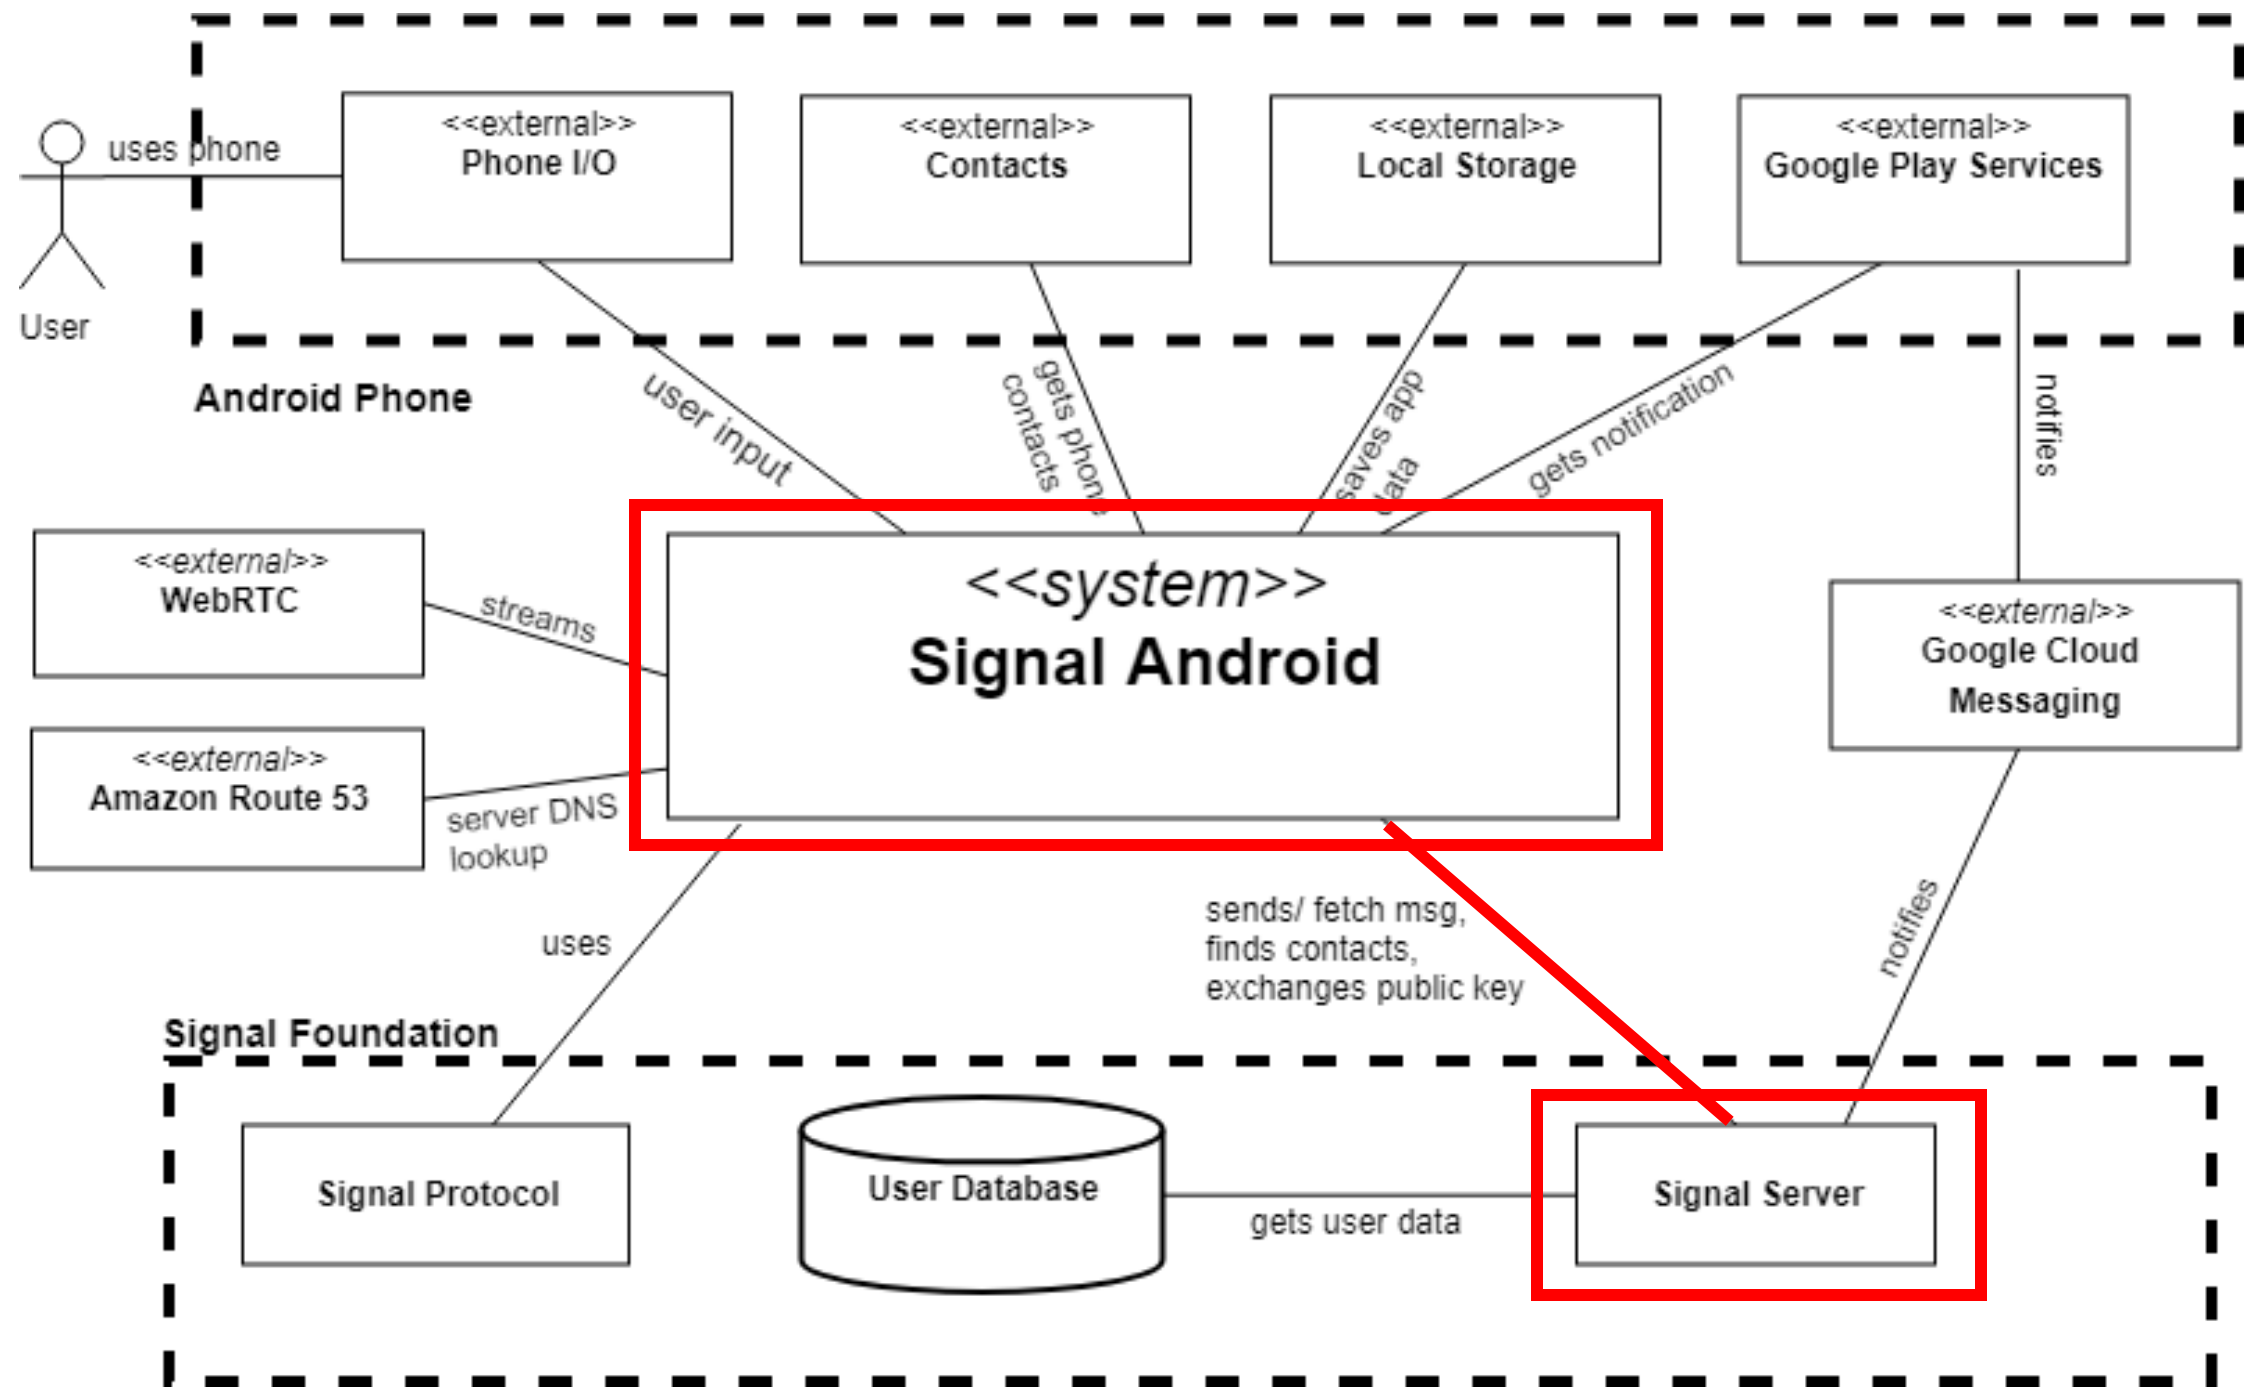 <<external>>
Phone I/O
<<external>>
Contacts
<<external>>
Local Storage
<<external>>
Google Play Services
uses phone
User
Android Phone
user input
gets phone
contacts
saves app
data
gets notification
notifies
<<external>>
WebRTC
streams
<<system>>
Signal Android
<<external>>
Google Cloud
Messaging
<<external>>
Amazon Route 53
server DNS
lookup
uses
sends/ fetch msg,
finds contacts,
exchanges public key
notifies
Signal Foundation
Signal Protocol
User Database
gets user data
Signal Server